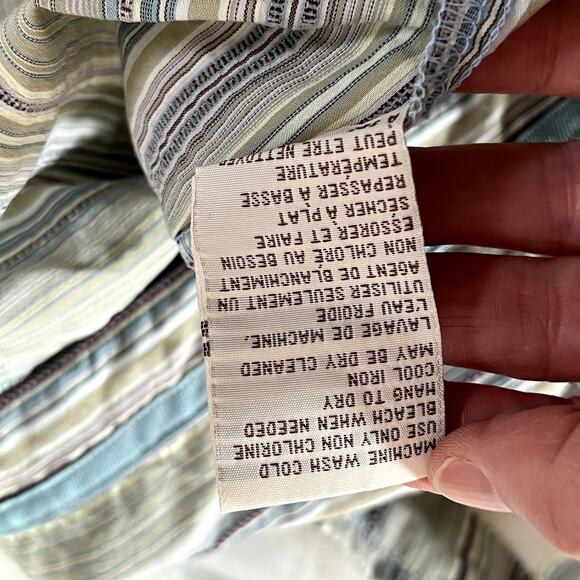 MACHINE WASH COLD
USE ONLY NON CHLORINE
BLEACH WHEN NEEDED
HANG TO DRY
COOL IRON
MAY BE DRY CLEANED
LAVAGE DE MACHINE,
L'EAU FROIDE
UTILISER SEULEMENT UN
AGENT DE BLANCHIMENT
NON CHLORE AU BESOIN
ESSORER ET FAIRE
SECHER A PLAT
REPASSER À BASSE
TEMPÉRATURE
PEUT ETRE NETTOYE